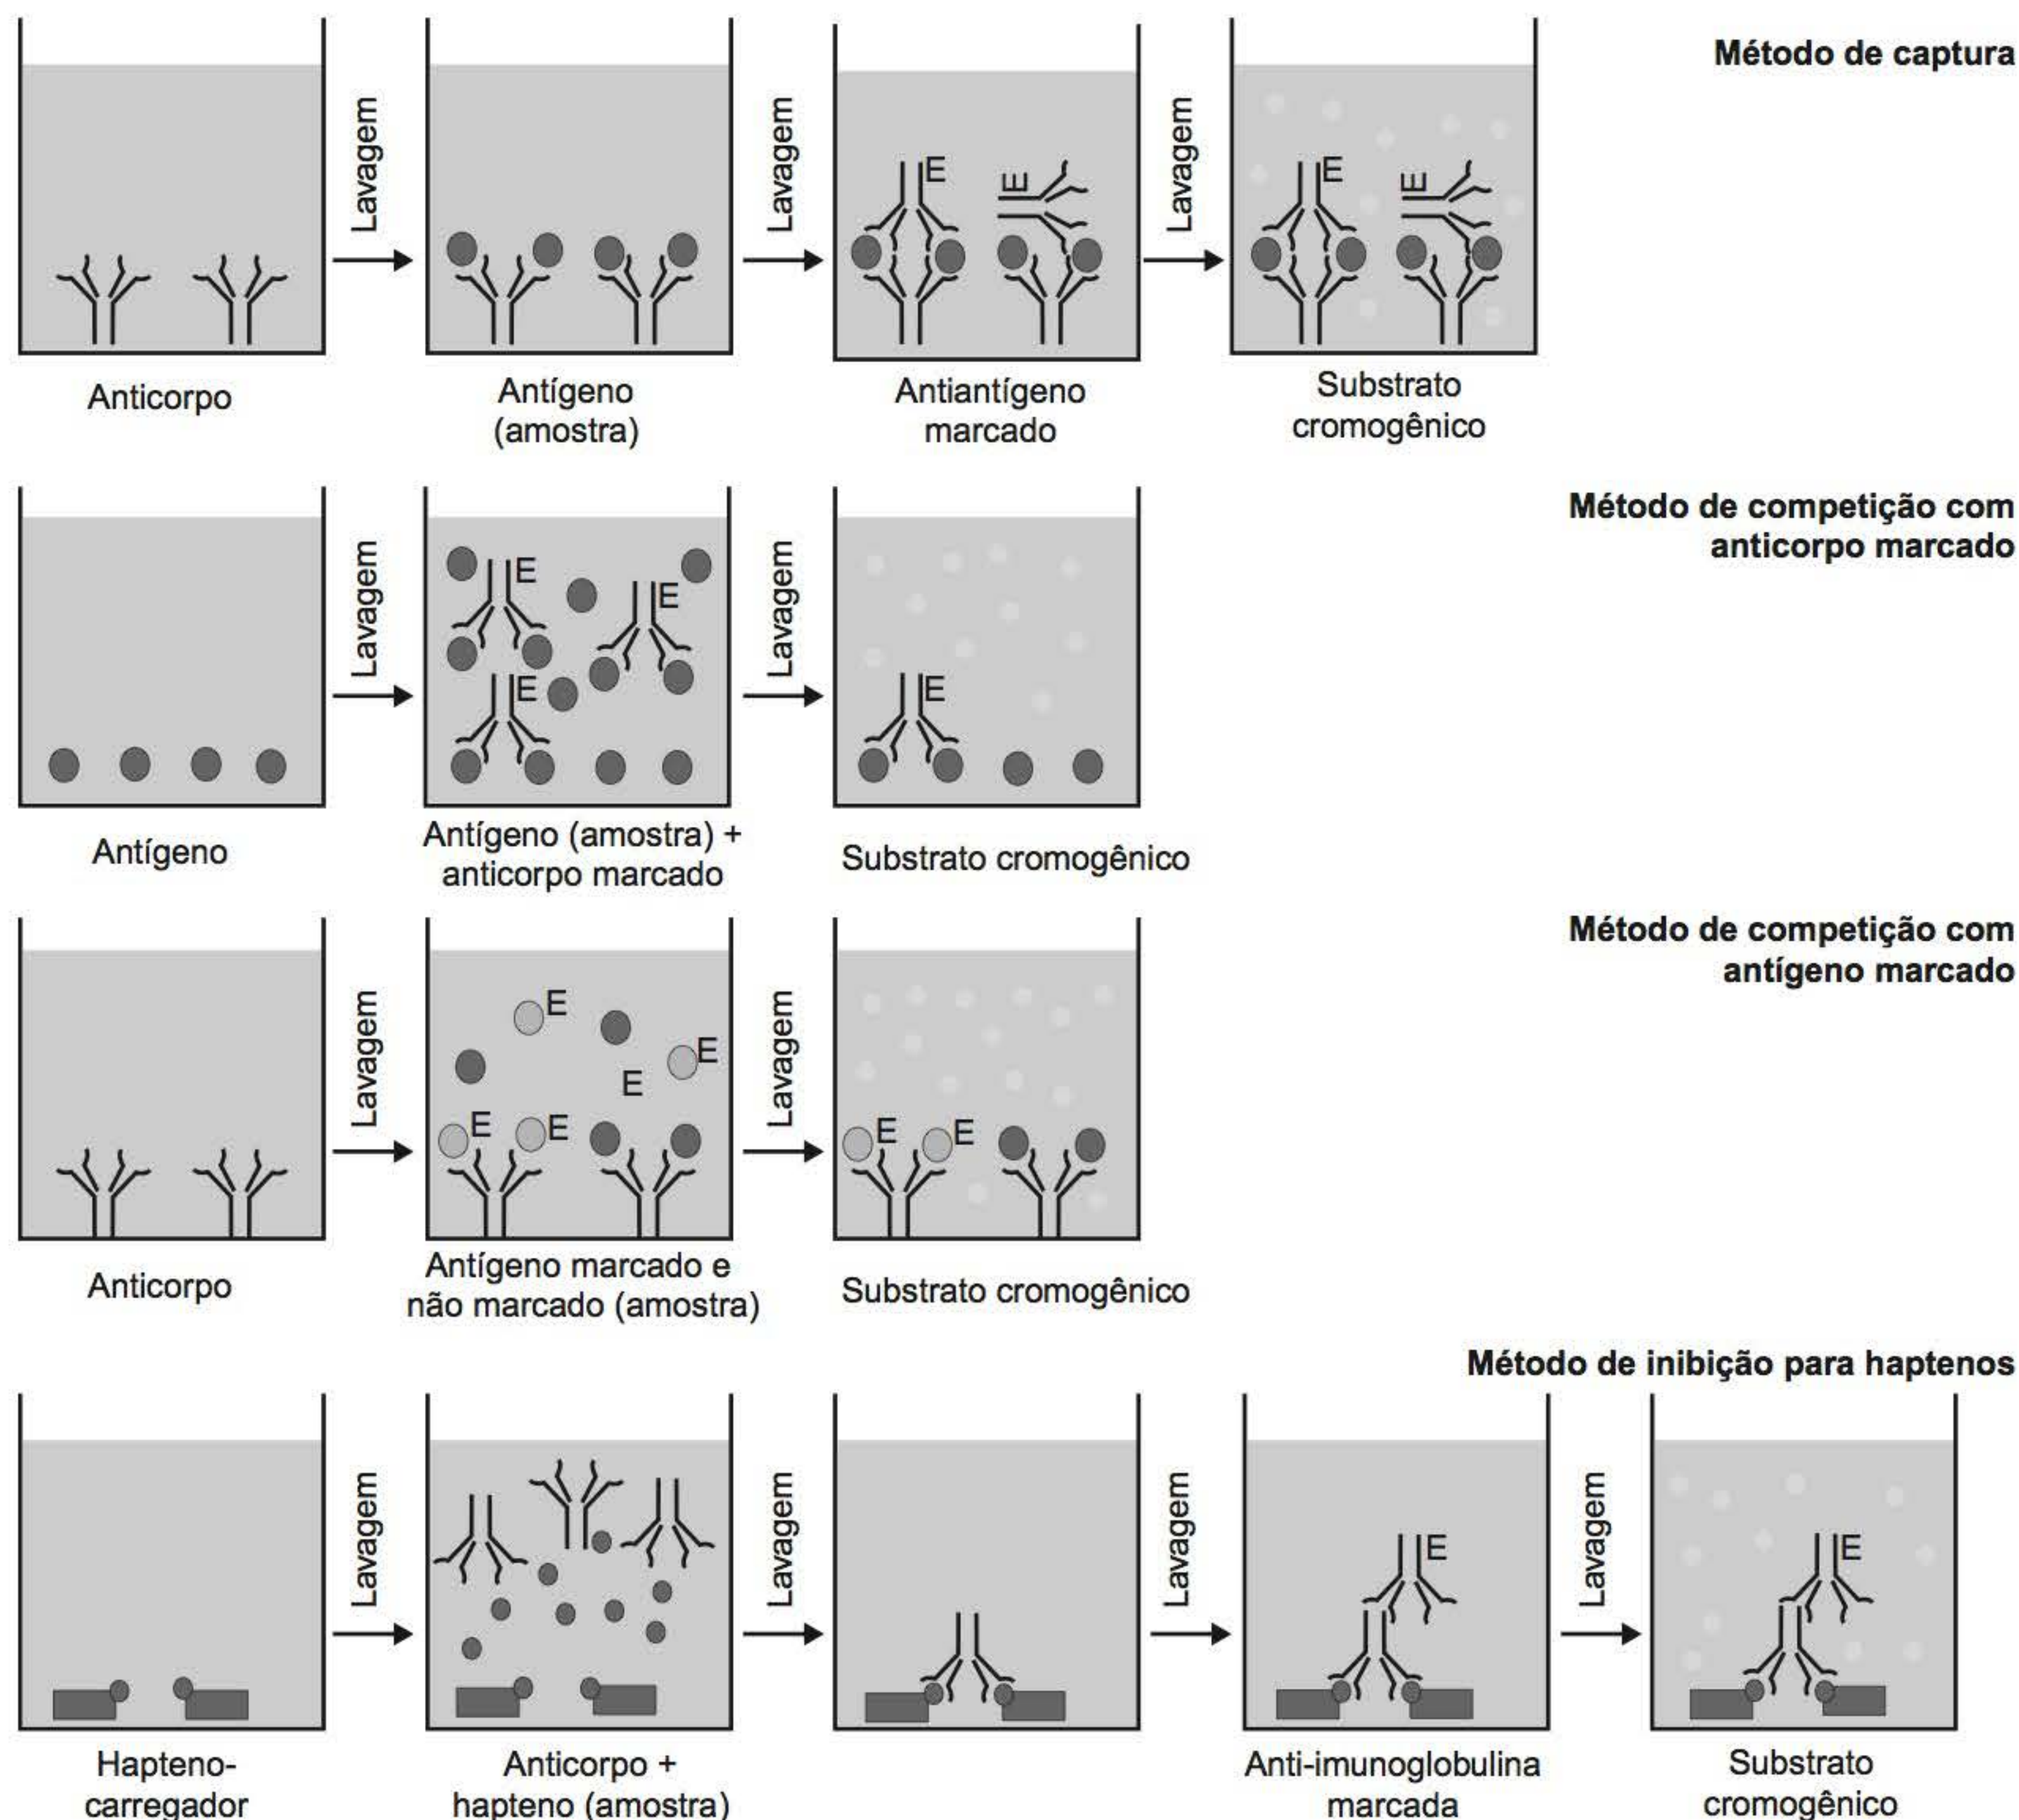 Método de captura
Lavagem
Lavagem
Lavagem
E
E
E
E
Anticorpo
Antígeno
(amostra)
Antiantígeno
marcado
Substrato
cromogênico
Método de competição com
anticorpo marcado
Lavagem
Lavagem
E
E
E
E
Antígeno
Antígeno (amostra) +
anticorpo marcado
Substrato cromogênico
Método de competição com
antígeno marcado
Lavagem
Lavagem
E
E
E
E
E
E
E
Anticorpo
Antígeno marcado e
não marcado (amostra)
Substrato cromogênico
Método de inibição para haptenos
Lavagem
Lavagem
Lavagem
Lavagem
E
E
Hapteno-
carregador
Anticorpo +
hapteno (amostra)
Anti-imunoglobulina
marcada
Substrato
cromogênico